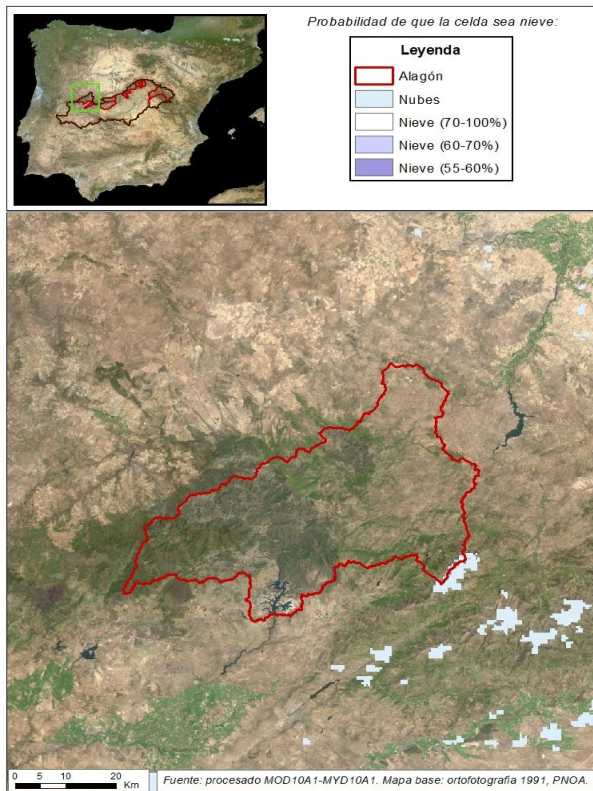 Probabilidad de que la celda sea nieve:
Leyenda
Alagón
Nubes
Nieve (70-100%)
Nieve (60-70%)
Nieve (55-60%)
0 5 10 20
Km
Fuente: procesado MOD10A1-MYD10A1. Mapa base: ortofotografia 1991, PNOA.